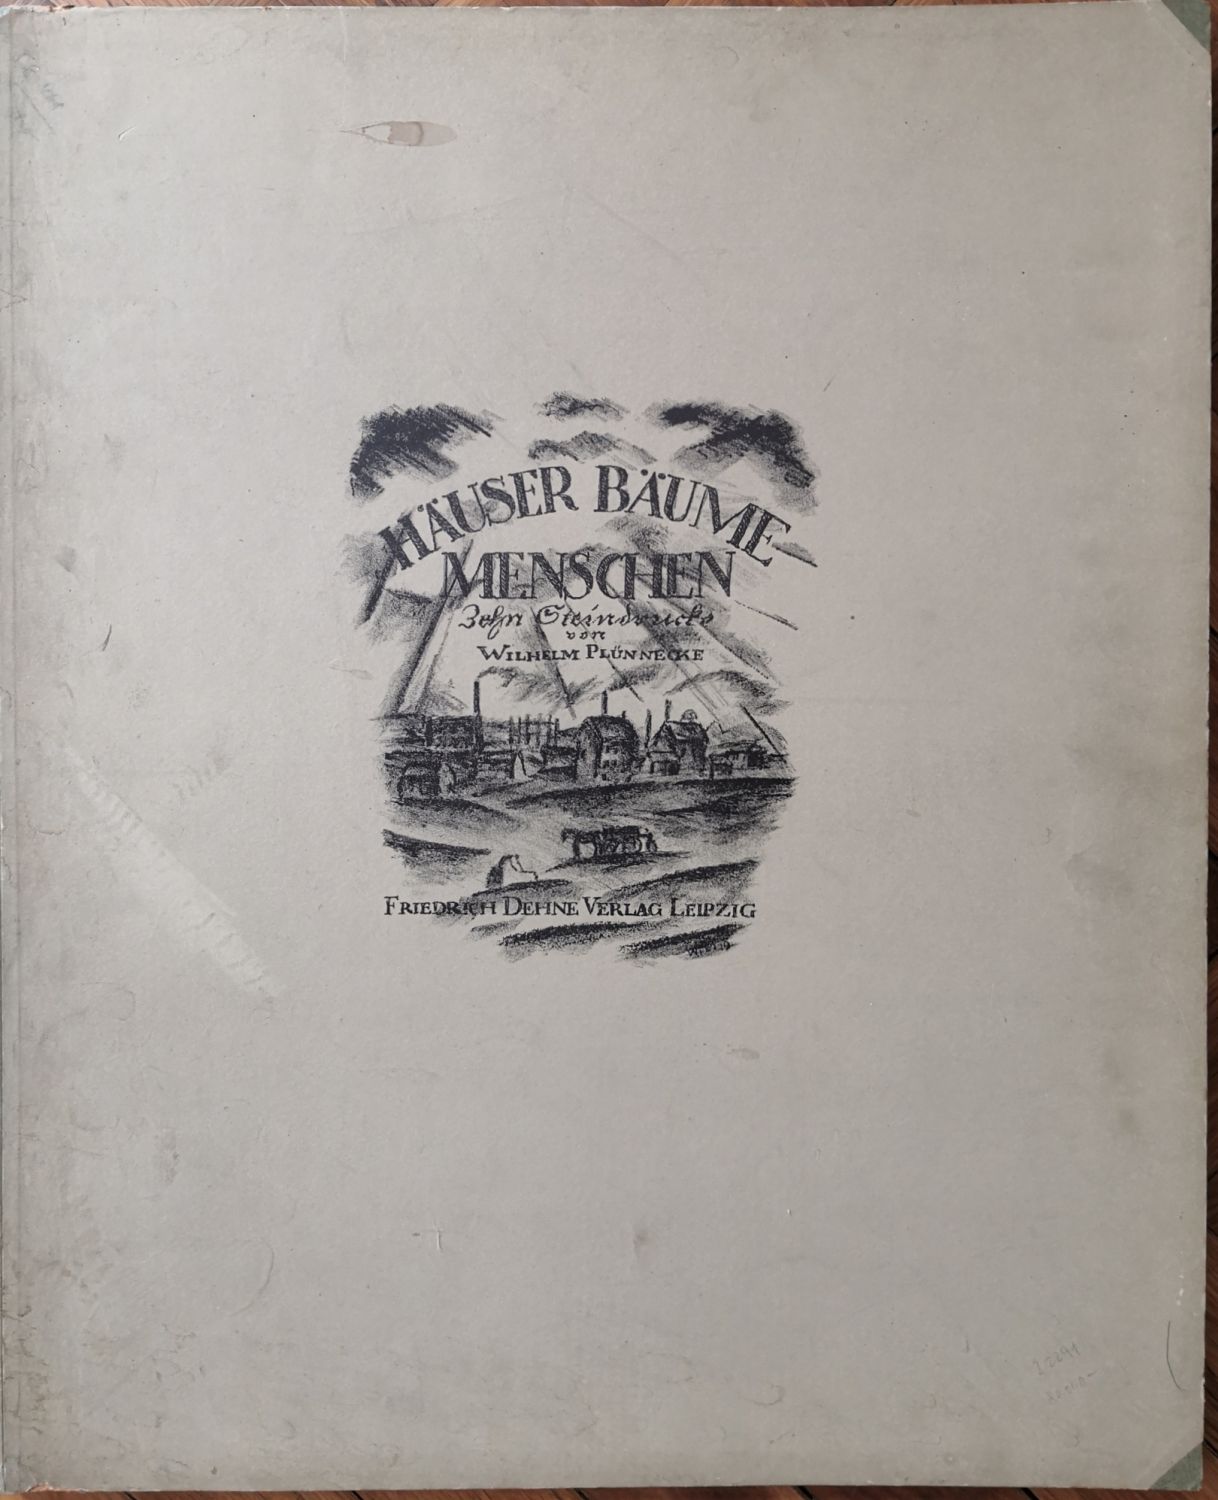 HÄUSER BÄUME
MENSCHEN
Zehn Steindrucke
von
WILHELM PLÜNNECKE
FRIEDRICH DEHNE VERLAG LEIPZIG